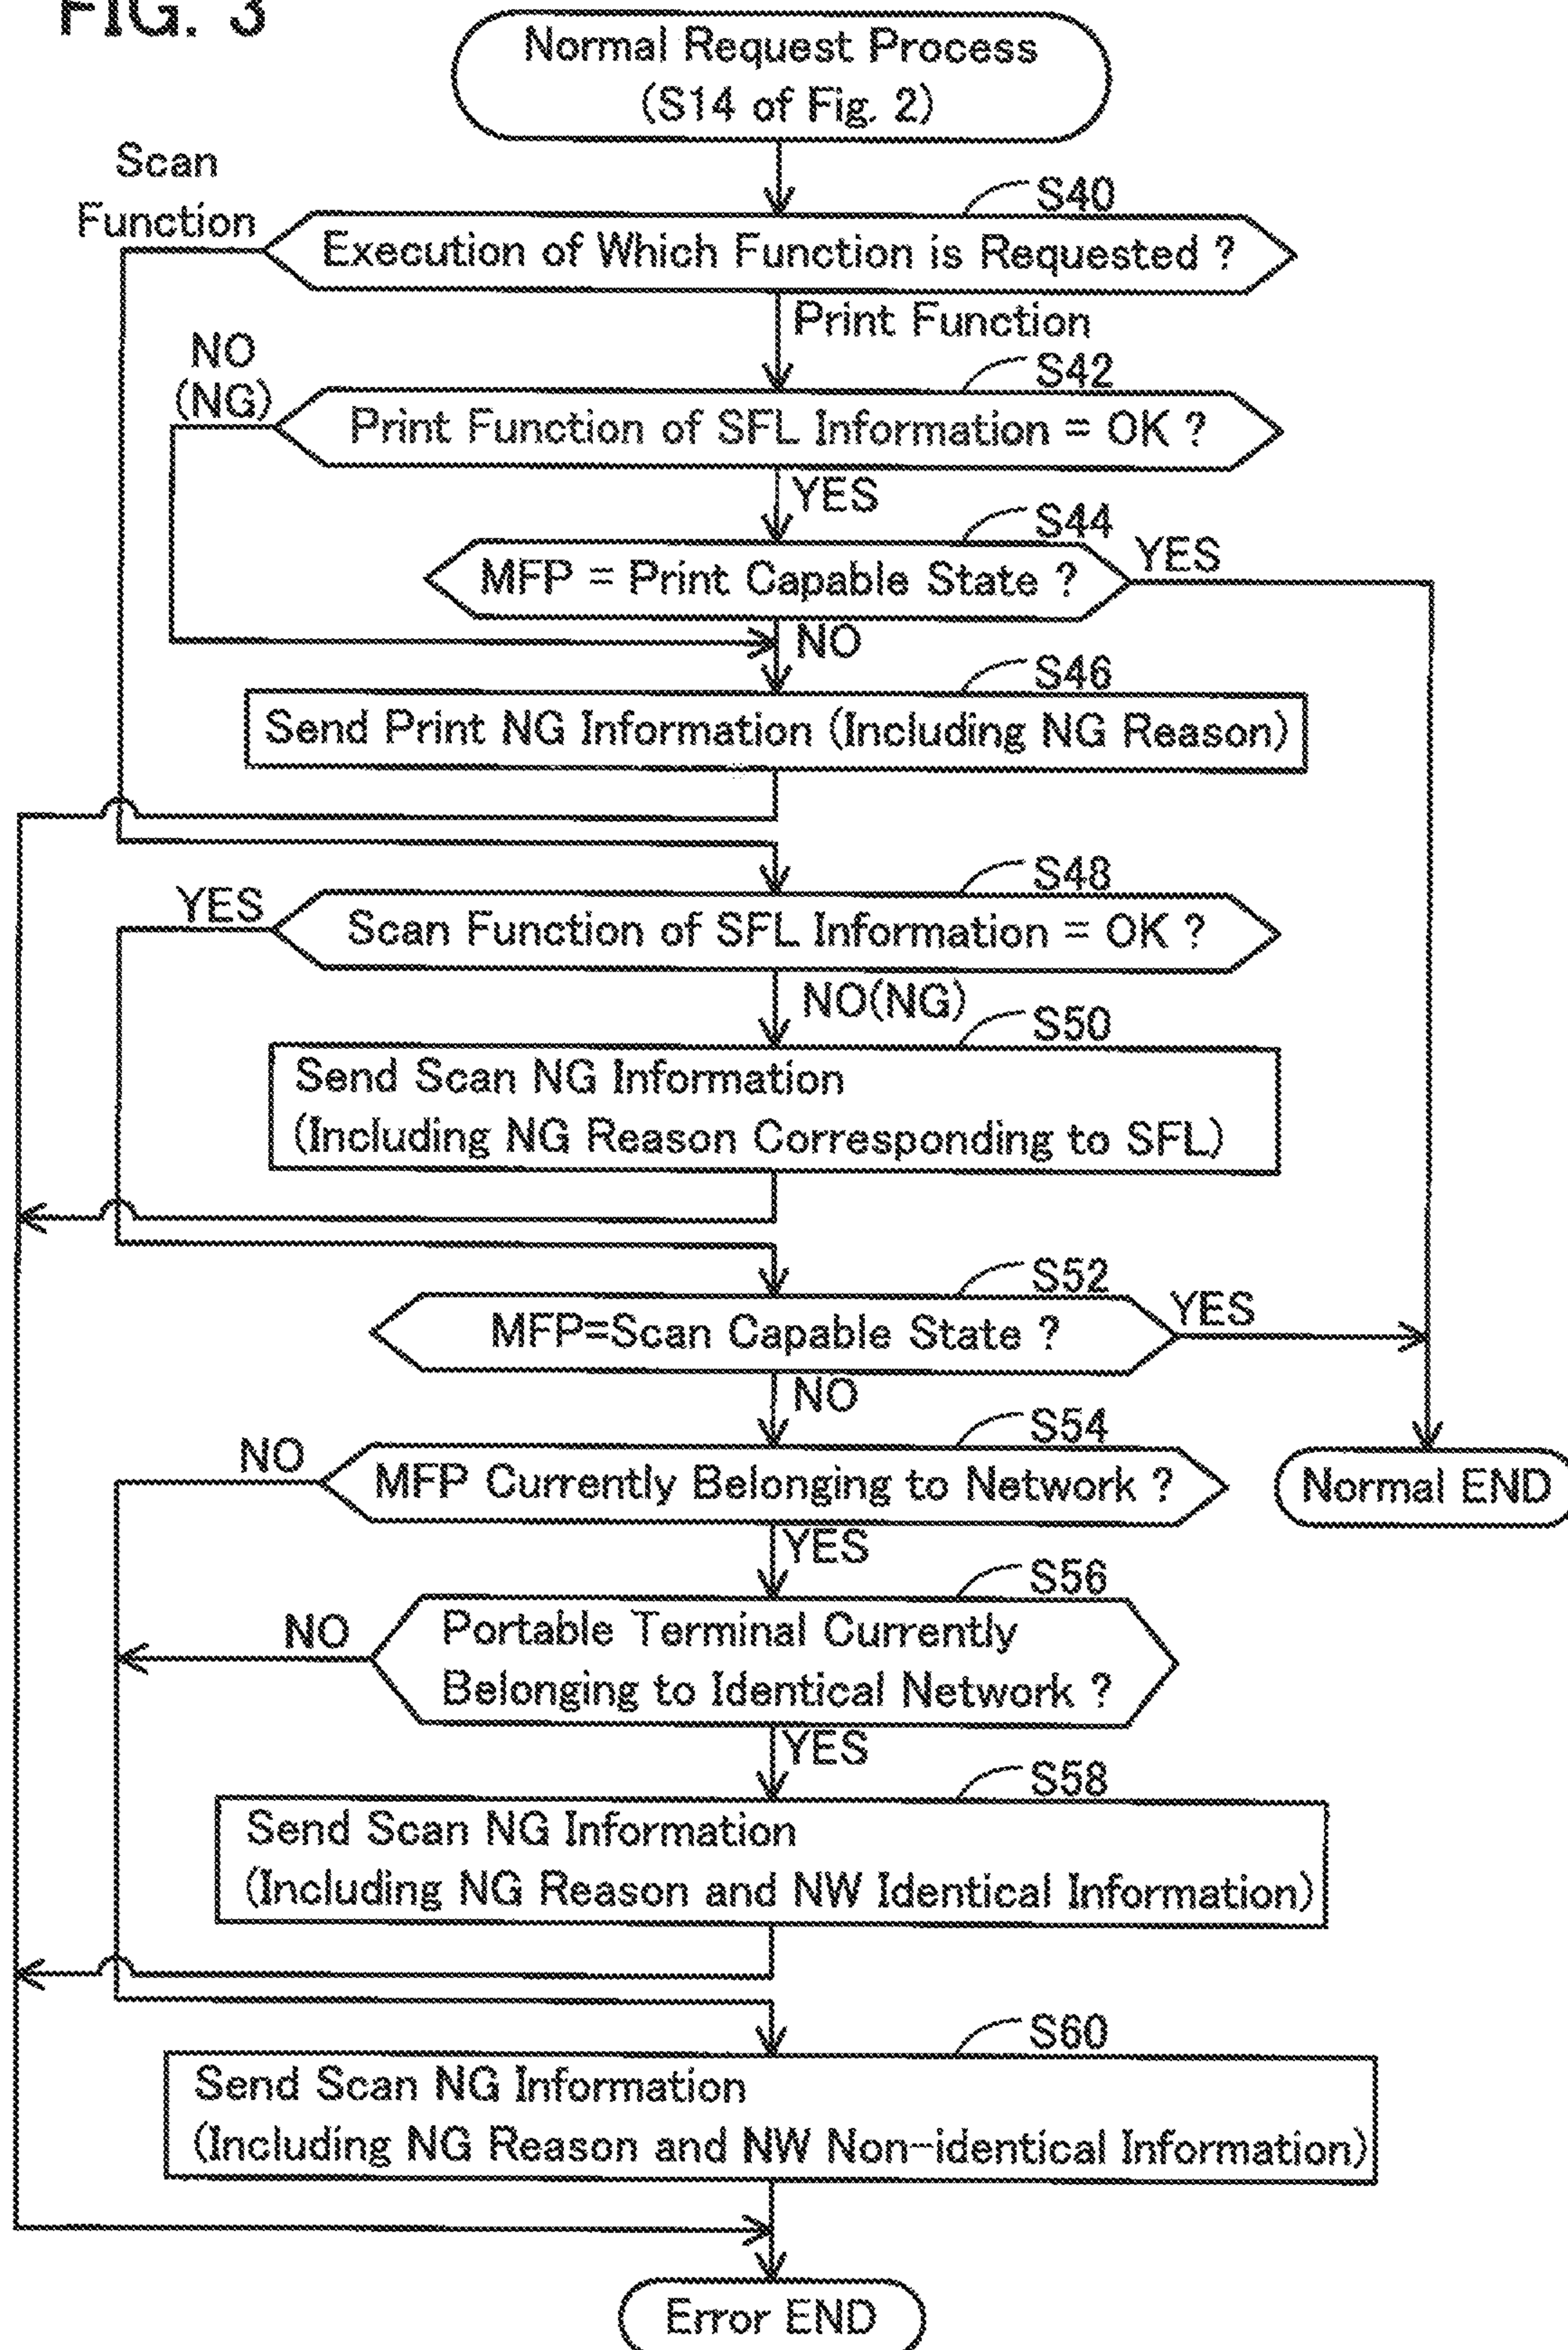 FIG. 3
Normal Request Process
(S14 of Fig. 2)
Scan
Function
S40
Execution of Which Function is Requested ?
Print Function
NO
(NG)
S42
Print Function of SFL Information = OK ?
YES
S44
MFP = Print Capable State ?
YES
NO
S46
Send Print NG Information (Including NG Reason)
S48
YES
Scan Function of SFL Information = OK ?
NO(NG)
S50
Send Scan NG Information
(Including NG Reason Corresponding to SFL)
S52
MFP=Scan Capable State ?
YES
NO
S54
NO
MFP Currently Belonging to Network ?
Normal END
YES
S56
NO
Portable Terminal Currently
Belonging to Identical Network ?
YES
S58
Send Scan NG Information
(Including NG Reason and NW Identical Information)
S60
Send Scan NG Information
(Including NG Reason and NW Non-identical Information)
Error END